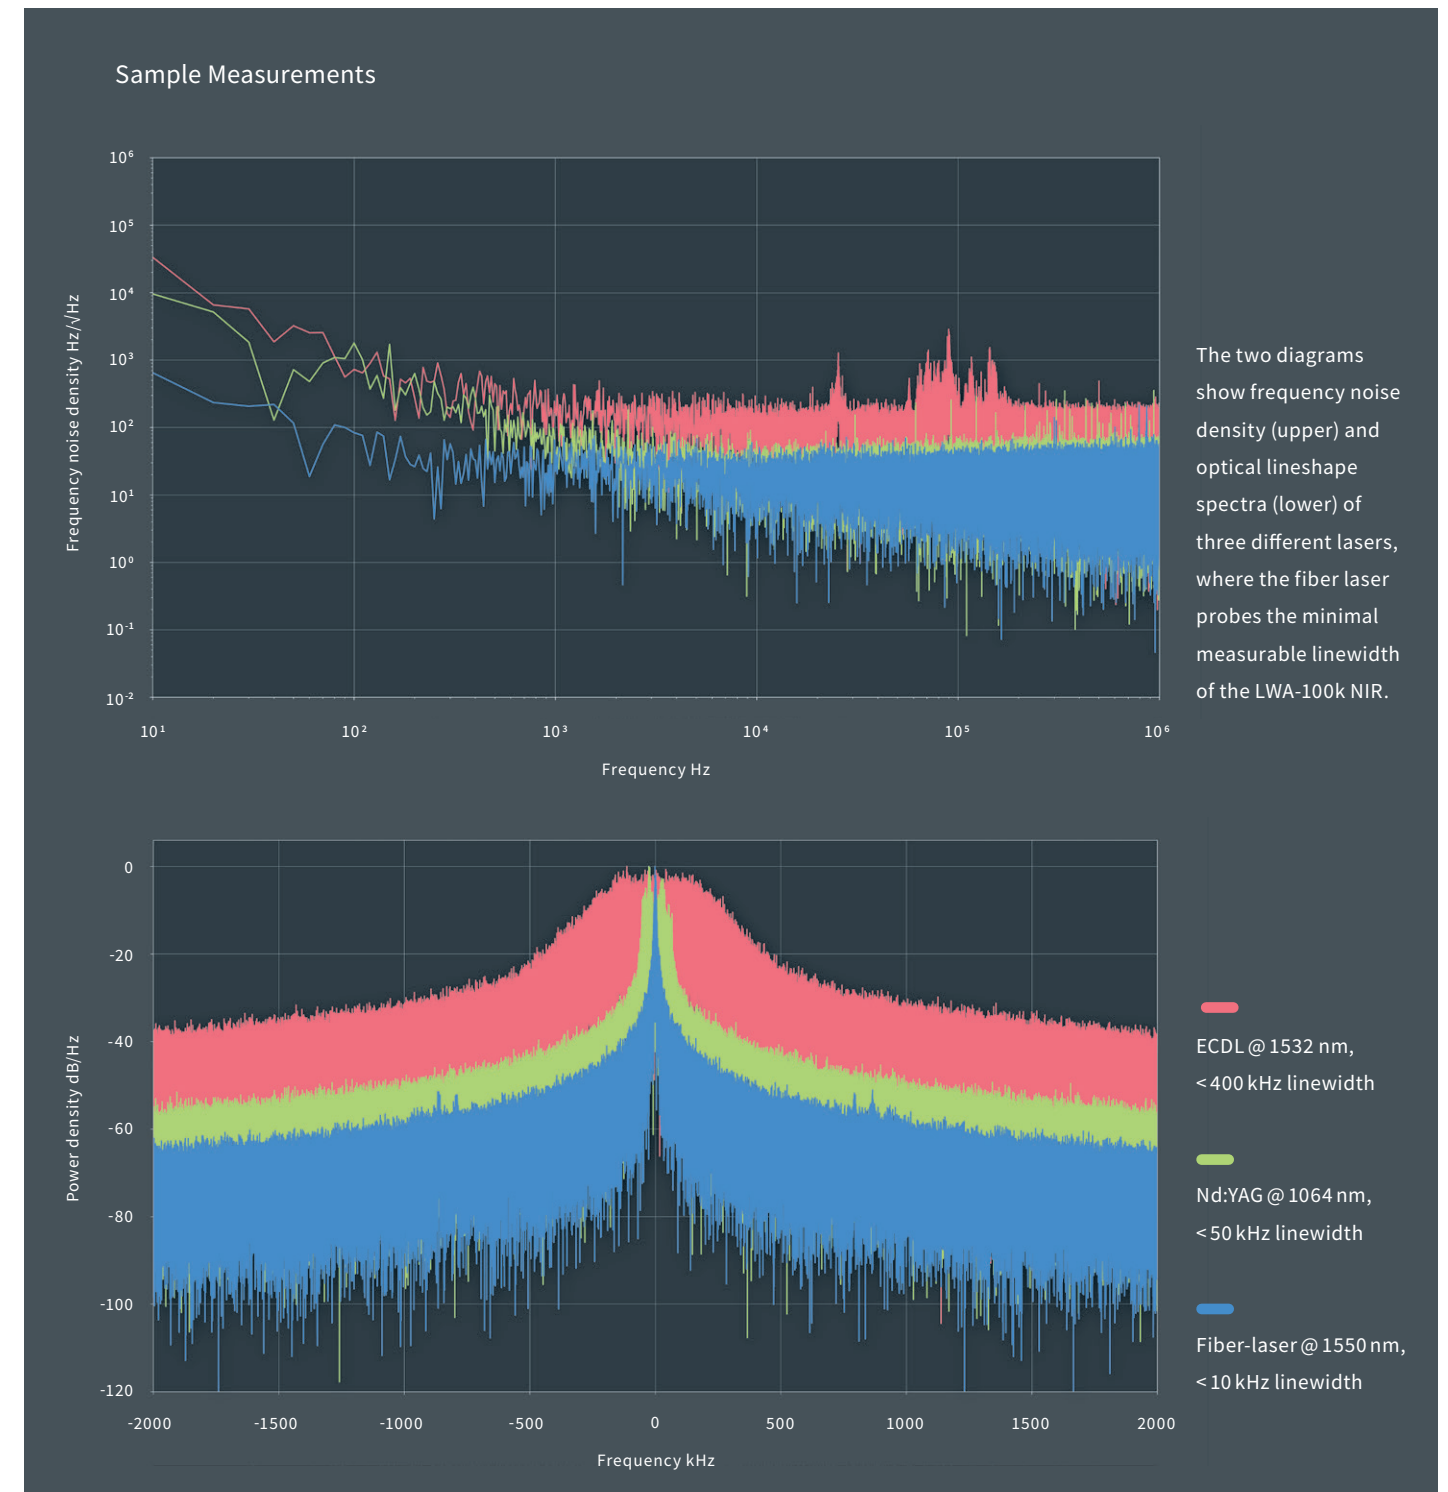 Sample Measurements
10⁶
10⁵
10⁴
10³
10²
10¹
10⁰
10⁻¹
10⁻²
Frequency noise density Hz/√Hz
10¹ 10² 10³ 10⁴ 10⁵ 10⁶
Frequency Hz
The two diagrams
show frequency noise
density (upper) and
optical lineshape
spectra (lower) of
three different lasers,
where the fiber laser
probes the minimal
measurable linewidth
of the LWA-100k NIR.
0
-20
-40
-60
-80
-100
-120
Power density dB/Hz
-2000 -1500 -1000 -500 0 500 1000 1500 2000
Frequency kHz
ECDL @ 1532 nm,
< 400 kHz linewidth
Nd:YAG @ 1064 nm,
< 50 kHz linewidth
Fiber-laser @ 1550 nm,
< 10 kHz linewidth